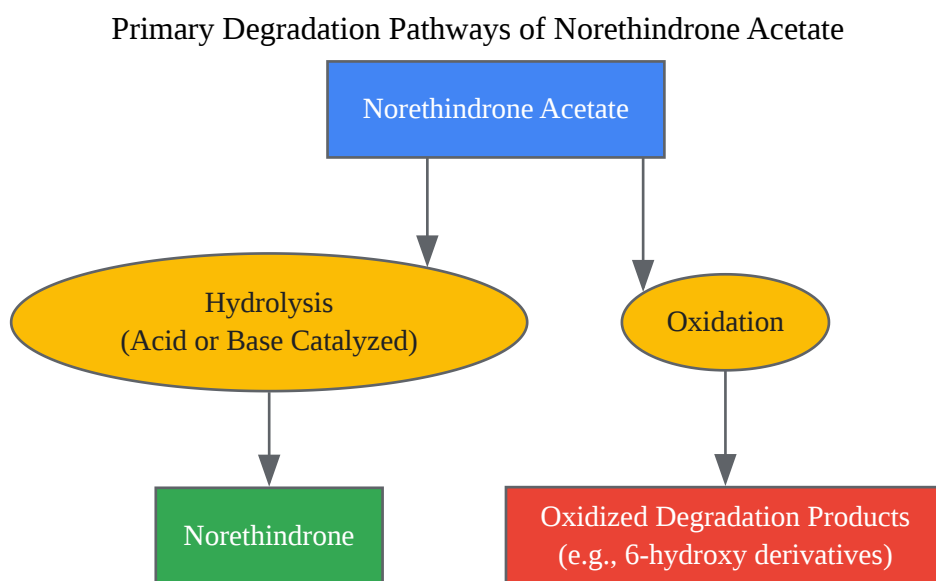 Primary Degradation Pathways of Norethindrone Acetate
Norethindrone Acetate
Hydrolysis
(Acid or Base Catalyzed)
Oxidation
Norethindrone
Oxidized Degradation Products
(e.g., 6-hydroxy derivatives)